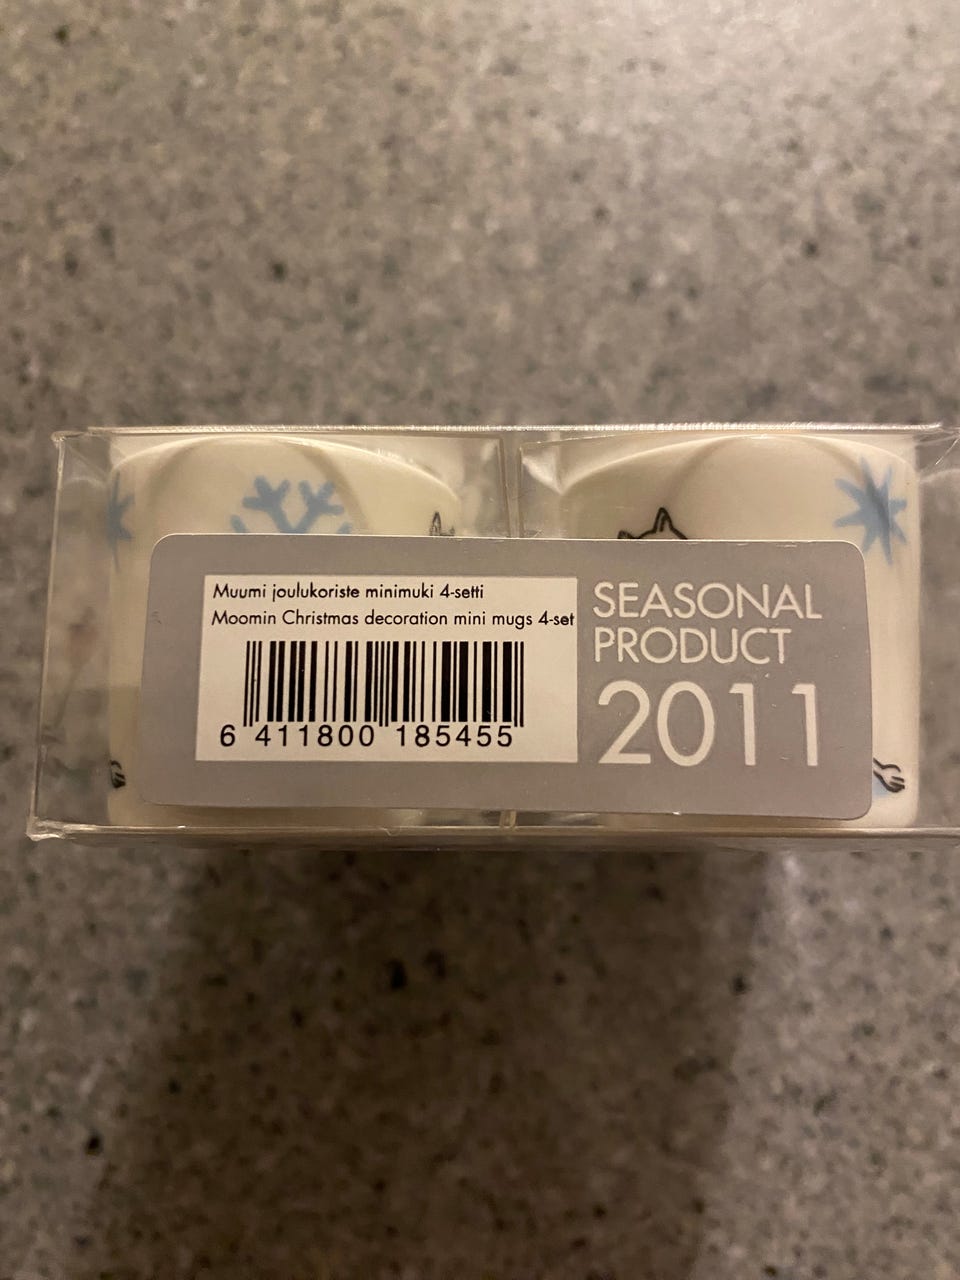 Muumi joulukoriste minimuki 4-setti
Moomin Christmas decoration mini mugs 4-set
6 411800 185455
SEASONAL
PRODUCT
2011